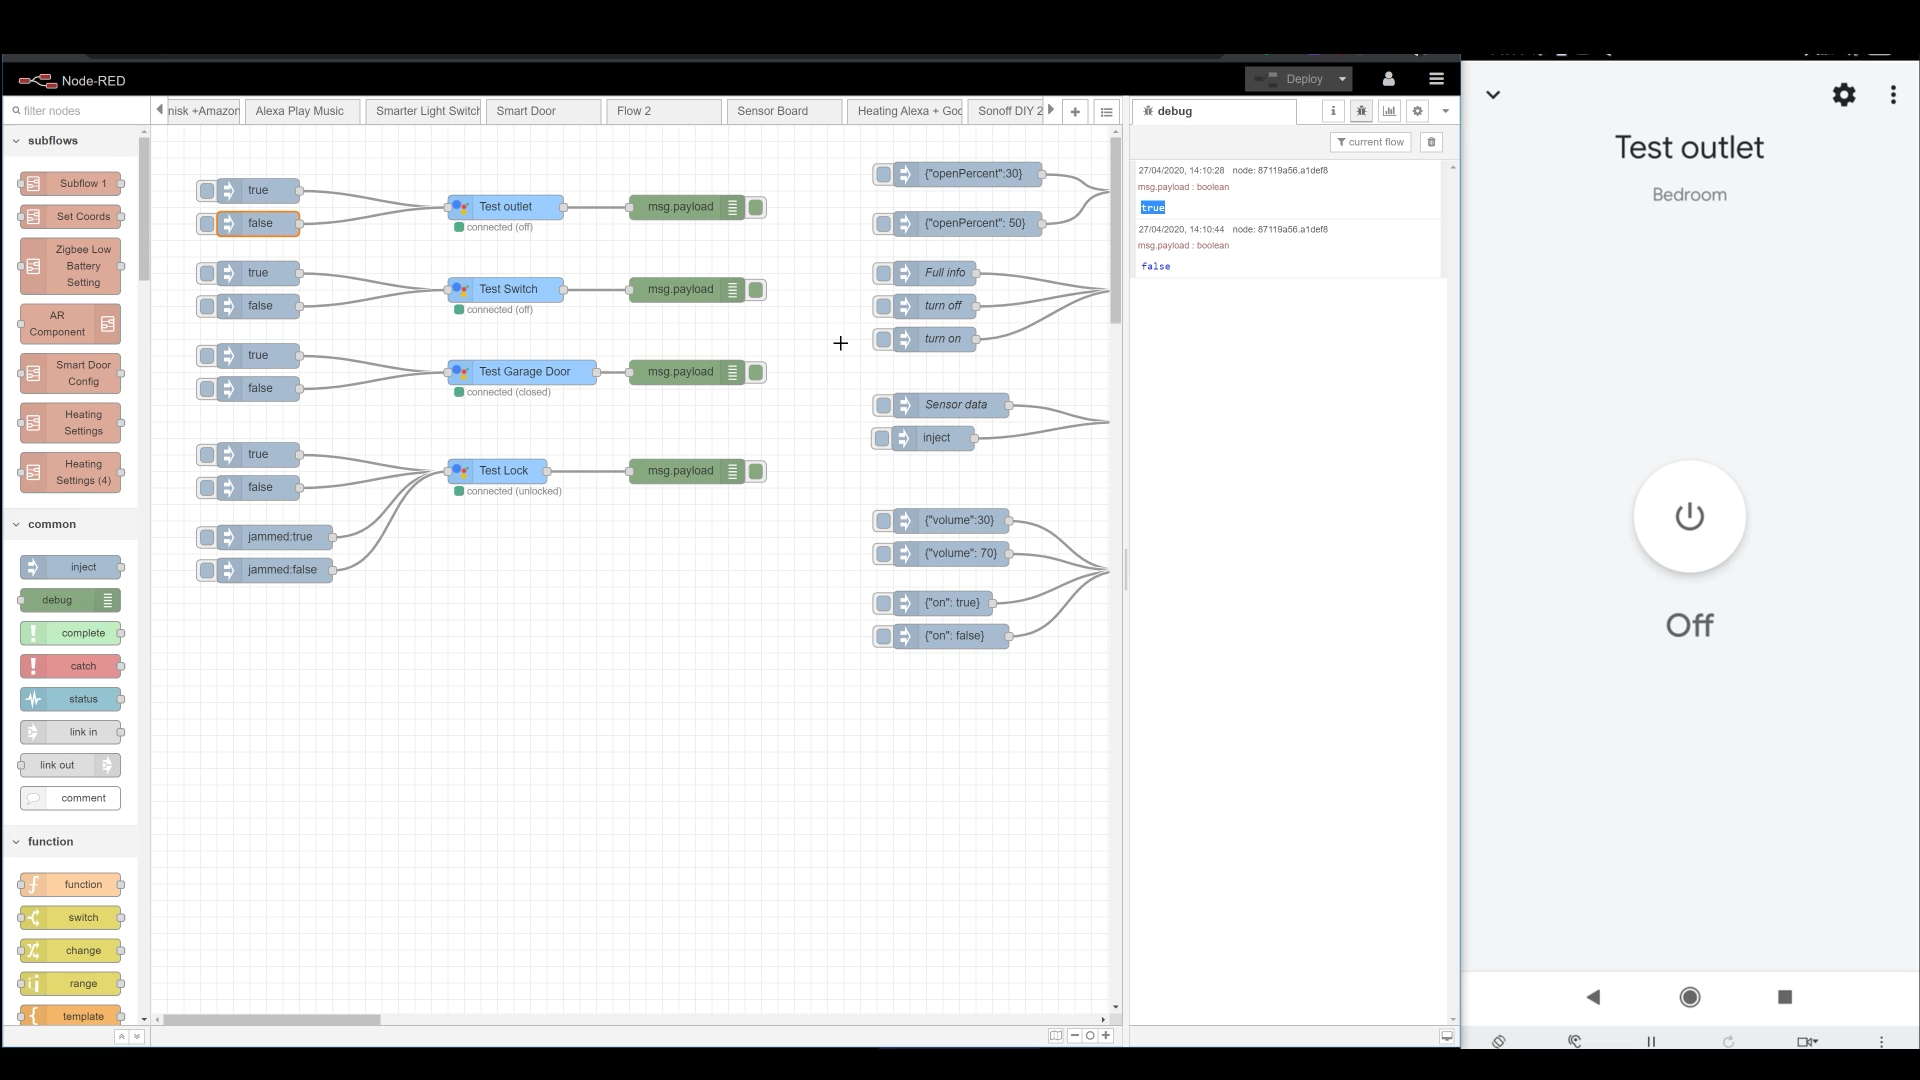 Node-RED
Deploy
filter nodes
nisk +Amazon
Alexa Play Music
Smarter Light Switch
Smart Door
Flow 2
Sensor Board
Heating Alexa + Goo
Sonoff DIY 2
debug
i
current flow
subflows
Subflow 1
Set Coords
Zigbee Low
Battery
Setting
AR
Component
Smart Door
Config
Heating
Settings
Heating
Settings (4)
common
inject
debug
complete
catch
status
link in
link out
comment
function
function
switch
change
range
template
true
false
Test outlet
connected (off)
msg.payload
true
false
Test Switch
connected (off)
msg.payload
true
false
Test Garage Door
connected (closed)
msg.payload
true
false
Test Lock
connected (unlocked)
msg.payload
jammed:true
jammed:false
{"openPercent":30}
{"openPercent": 50}
Full info
turn off
turn on
Sensor data
inject
{"volume":30}
{"volume": 70}
{"on": true}
{"on": false}
27/04/2020, 14:10:28 node: 87119a56.a1def8
msg.payload : boolean
true
27/04/2020, 14:10:44 node: 87119a56.a1def8
msg.payload : boolean
false
Test outlet
Bedroom
Off